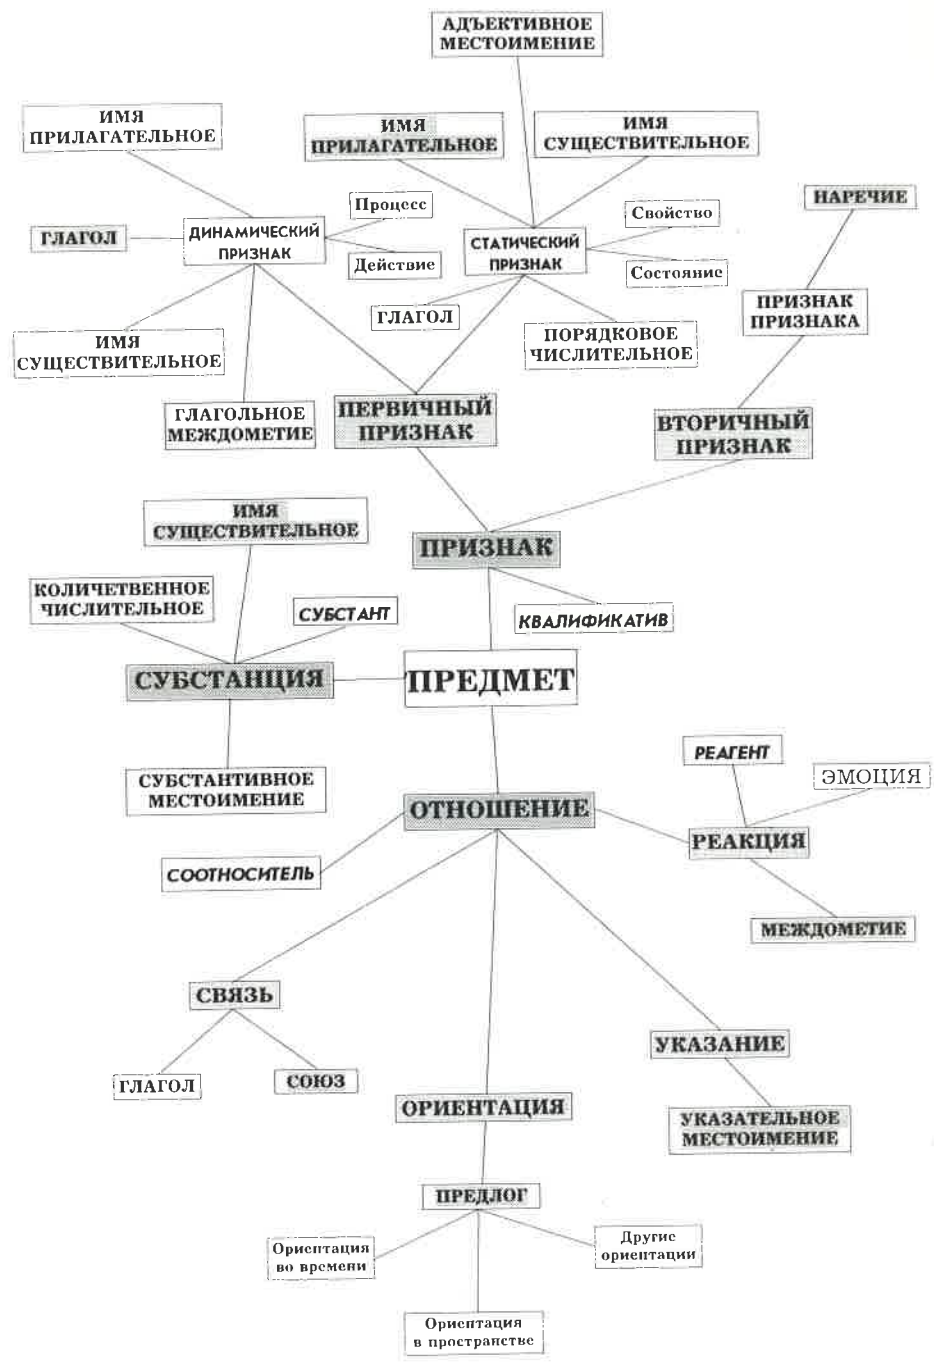 АДЪЕКТИВНОЕ
МЕСТОИМЕНИЕ
ИМЯ
ПРИЛАГАТЕЛЬНОЕ
ИМЯ
ПРИЛАГАТЕЛЬНОЕ
ИМЯ
СУЩЕСТВИТЕЛЬНОЕ
НАРЕЧИЕ
Процесс
Свойство
ГЛАГОЛ
ДИНАМИЧЕСКИЙ
ПРИЗНАК
СТАТИЧЕСКИЙ
ПРИЗНАК
Действие
Состояние
ГЛАГОЛ
ПРИЗНАК
ПРИЗНАКА
ИМЯ
СУЩЕСТВИТЕЛЬНОЕ
ПОРЯДКОВОЕ
ЧИСЛИТЕЛЬНОЕ
ГЛАГОЛЬНОЕ
МЕЖДОМЕТИЕ
ПЕРВИЧНЫЙ
ПРИЗНАК
ВТОРИЧНЫЙ
ПРИЗНАК
ИМЯ
СУЩЕСТВИТЕЛЬНОЕ
ПРИЗНАК
КОЛИЧЕТВЕННОЕ
ЧИСЛИТЕЛЬНОЕ
СУБСТАНТ
КВАЛИФИКАТИВ
СУБСТАНЦИЯ
ПРЕДМЕТ
СУБСТАНТИВНОЕ
МЕСТОИМЕНИЕ
РЕАГЕНТ
ЭМОЦИЯ
ОТНОШЕНИЕ
РЕАКЦИЯ
СООТНОСИТЕЛЬ
МЕЖДОМЕТИЕ
СВЯЗЬ
УКАЗАНИЕ
ГЛАГОЛ
СОЮЗ
ОРИЕНТАЦИЯ
УКАЗАТЕЛЬНОЕ
МЕСТОИМЕНИЕ
ПРЕДЛОГ
Ориентация
во времени
Другие
ориентации
Ориентация
в пространстве